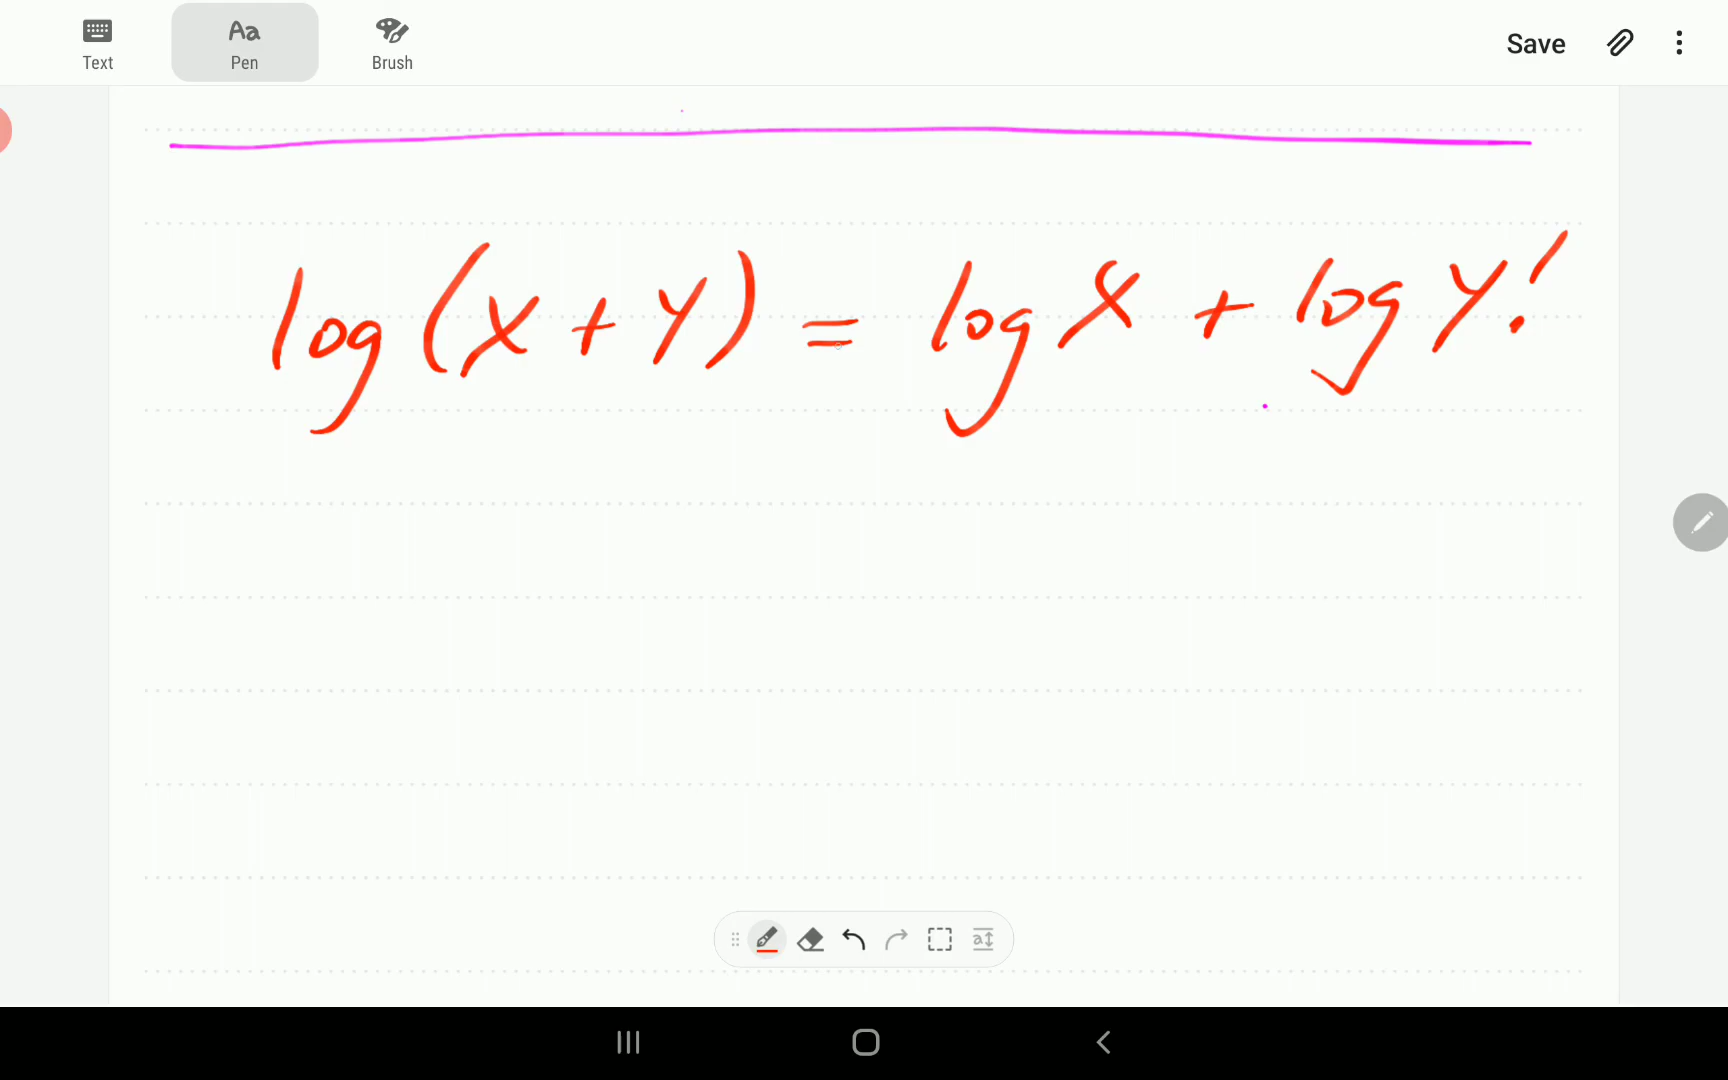 Text Pen Brush Save
log(x+y) = log x + log y!